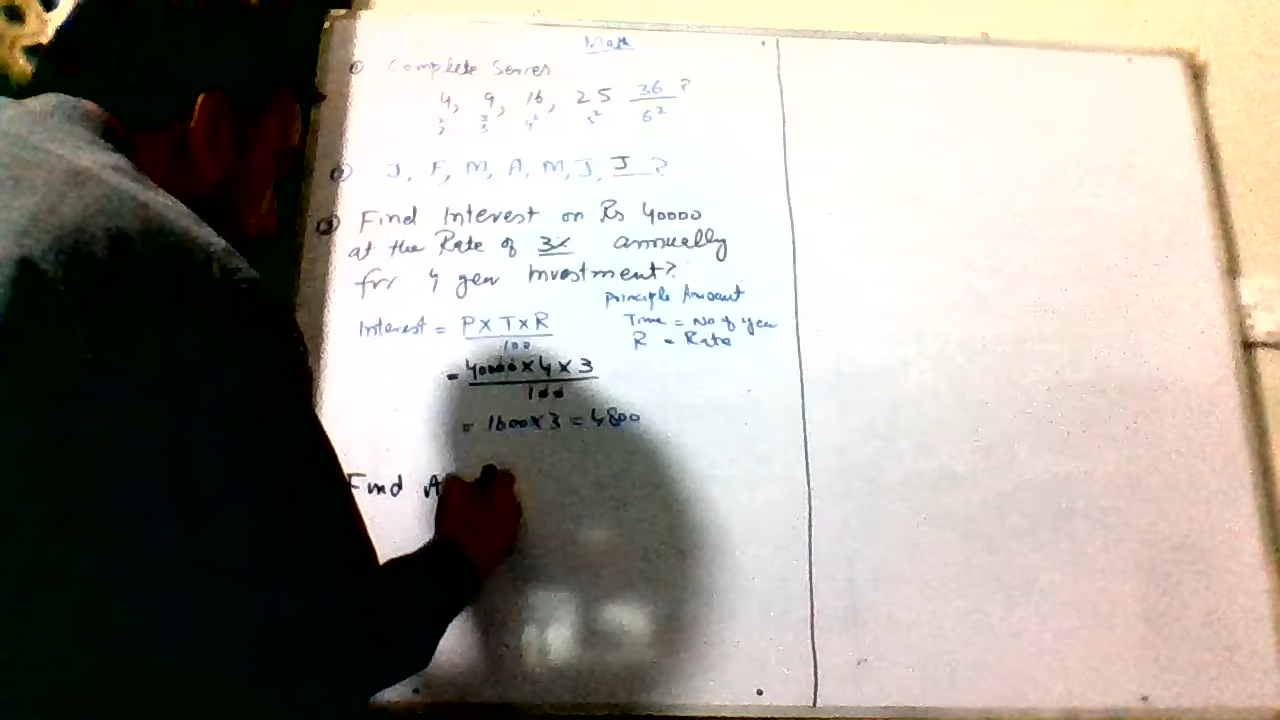 Math
① Complete Series
4, 9, 16, 25 36 ?
2² 3² 4² 5² 6²
② J, F, M, A, M, J, J ?
③ Find Interest on Rs 40000
at the Rate of 3% annually
for 4 year Investment?
Principle Amount
Interest = P × T × R Time = No of year
100 R = Rate
= 40000 × 4 × 3
100
= 1600 × 3 = 4800
Find